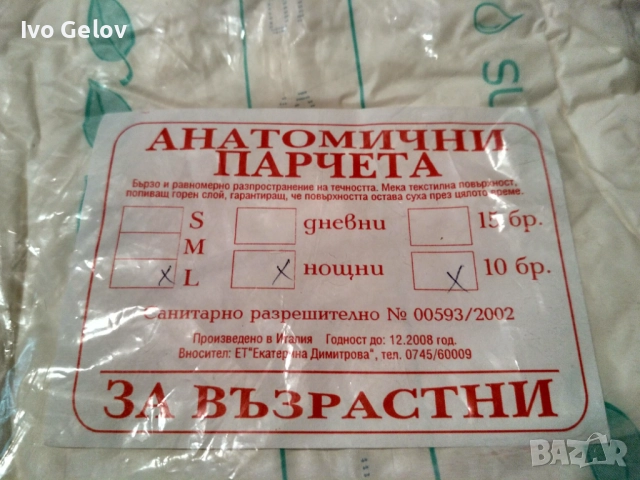 Ivo Gelov
АНАТОМИЧНИ
ПАРЧЕТА
Бързо и равномерно разпространение на течността. Мека текстилна повърхност,
попиващ горен слой, гарантиращ, че повърхността остава суха през цялото време.
S дневни 15 бр.
M
x L x нощни x 10 бр.
Санитарно разрешително № 00593/2002
Произведено в Италия Годност до: 12.2008 год.
Вносител: ЕТ"Екатерина Димитрова", тел. 0745/60009
ЗА ВЪЗРАСТНИ
BAZAR